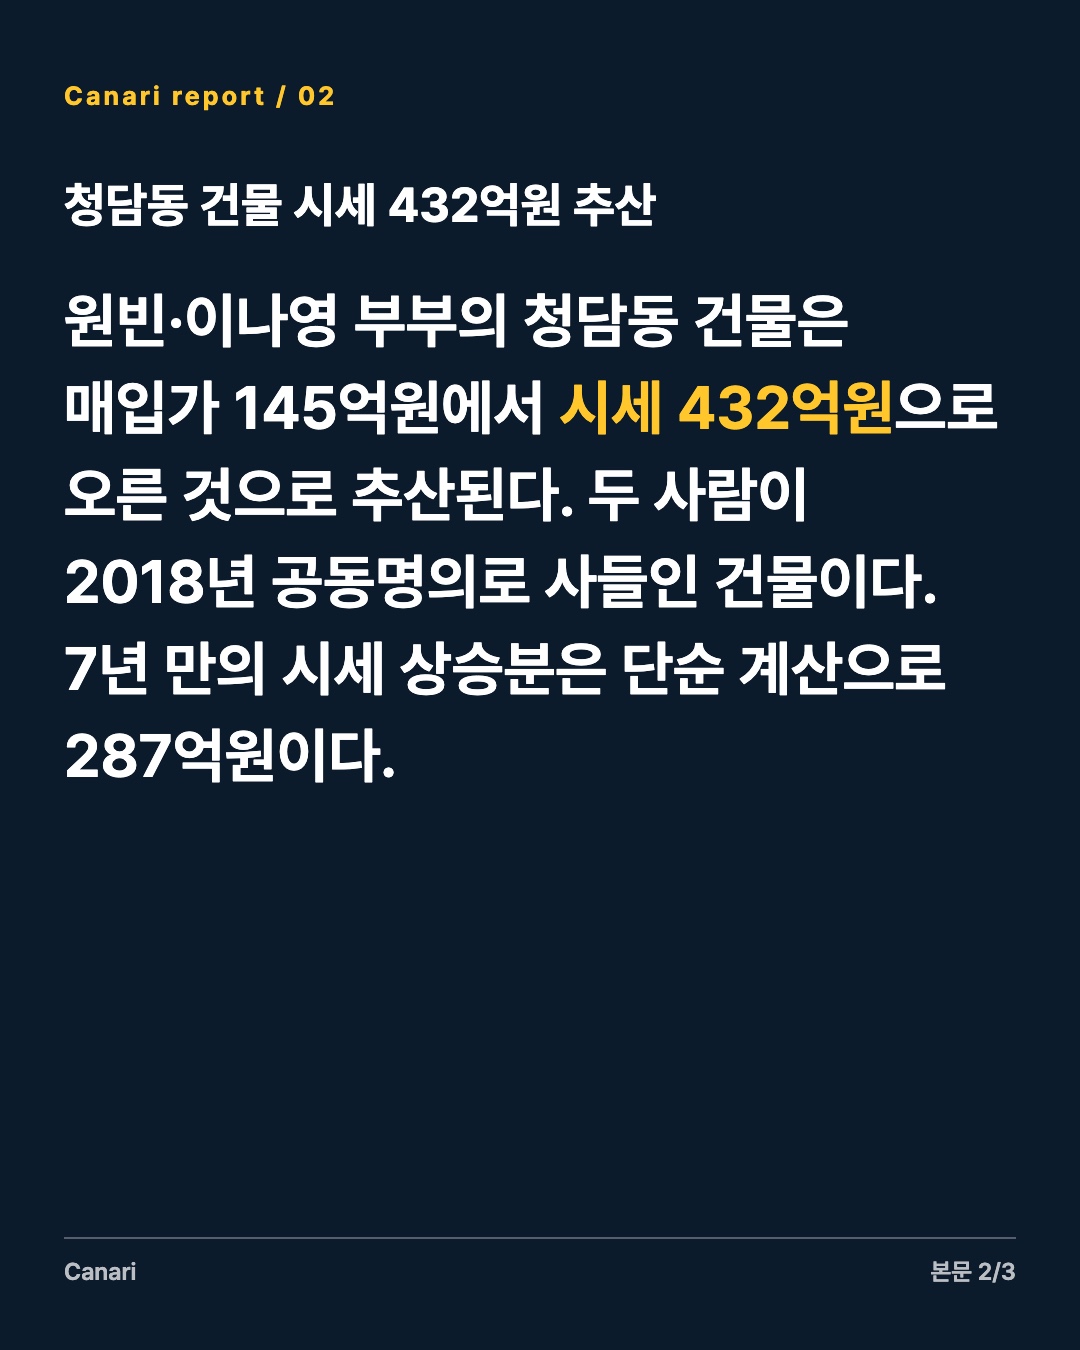 Canari report / 02
청담동 건물 시세 432억원 추산
원빈·이나영 부부의 청담동 건물은
매입가 145억원에서 시세 432억원으로
오른 것으로 추산된다. 두 사람이
2018년 공동명의로 사들인 건물이다.
7년 만의 시세 상승분은 단순 계산으로
287억원이다.
Canari
본문 2/3